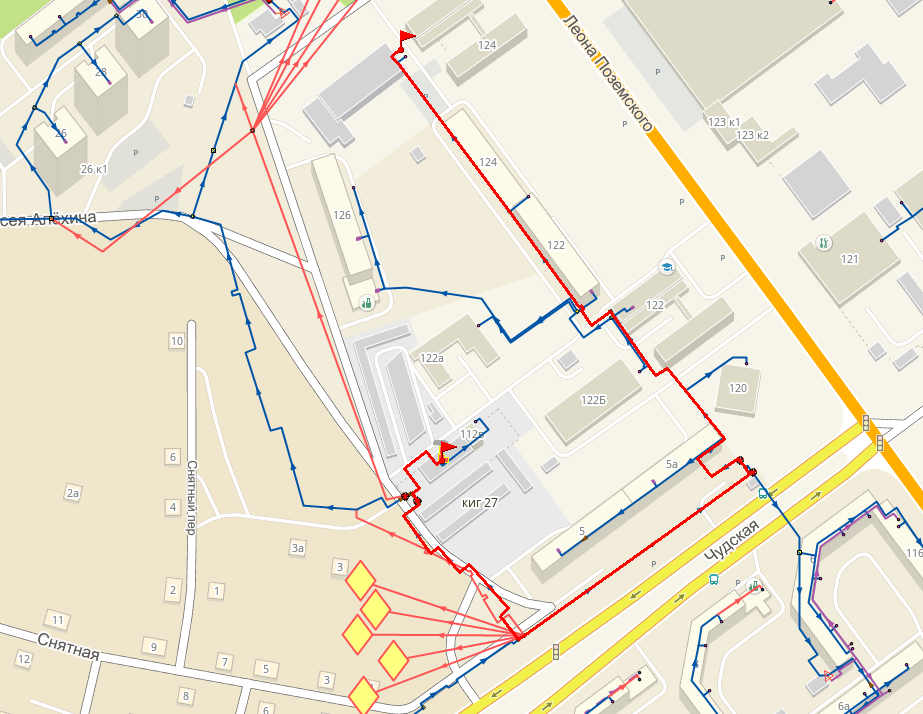 30
124
Леона Поземского
28
Р
26
123 к1
123 к2
Р
Р
124
26 к1
Р
Р
сея Алёхина
126
122
121
Р
122
10
122а
120
122Б
112в
6
5а
2а
Снятный пер
киг 27
4
5
3а
Чудская
116
3
Р
2
1
Р
11
Снятная
9
12
7
5
3
8
6
6а